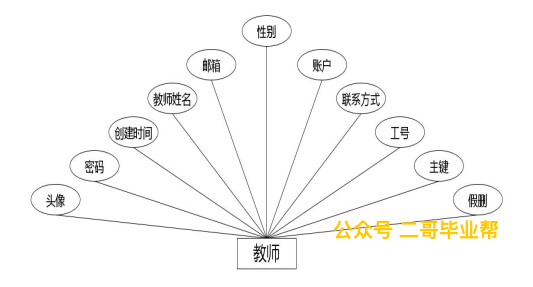 性别
邮箱
账户
教师姓名
联系方式
创建时间
工号
密码
主键
头像
假删
公众号 二哥毕业帮
教师